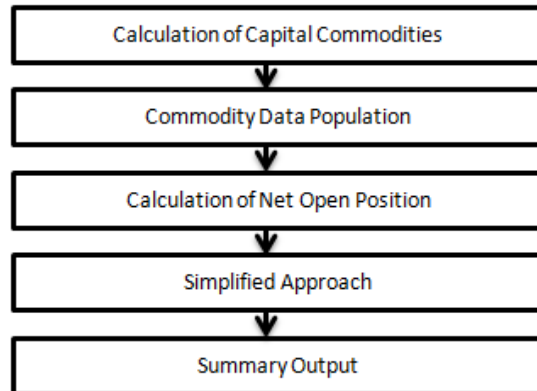 Calculation of Capital Commodities
Commodity Data Population
Calculation of Net Open Position
Simplified Approach
Summary Output